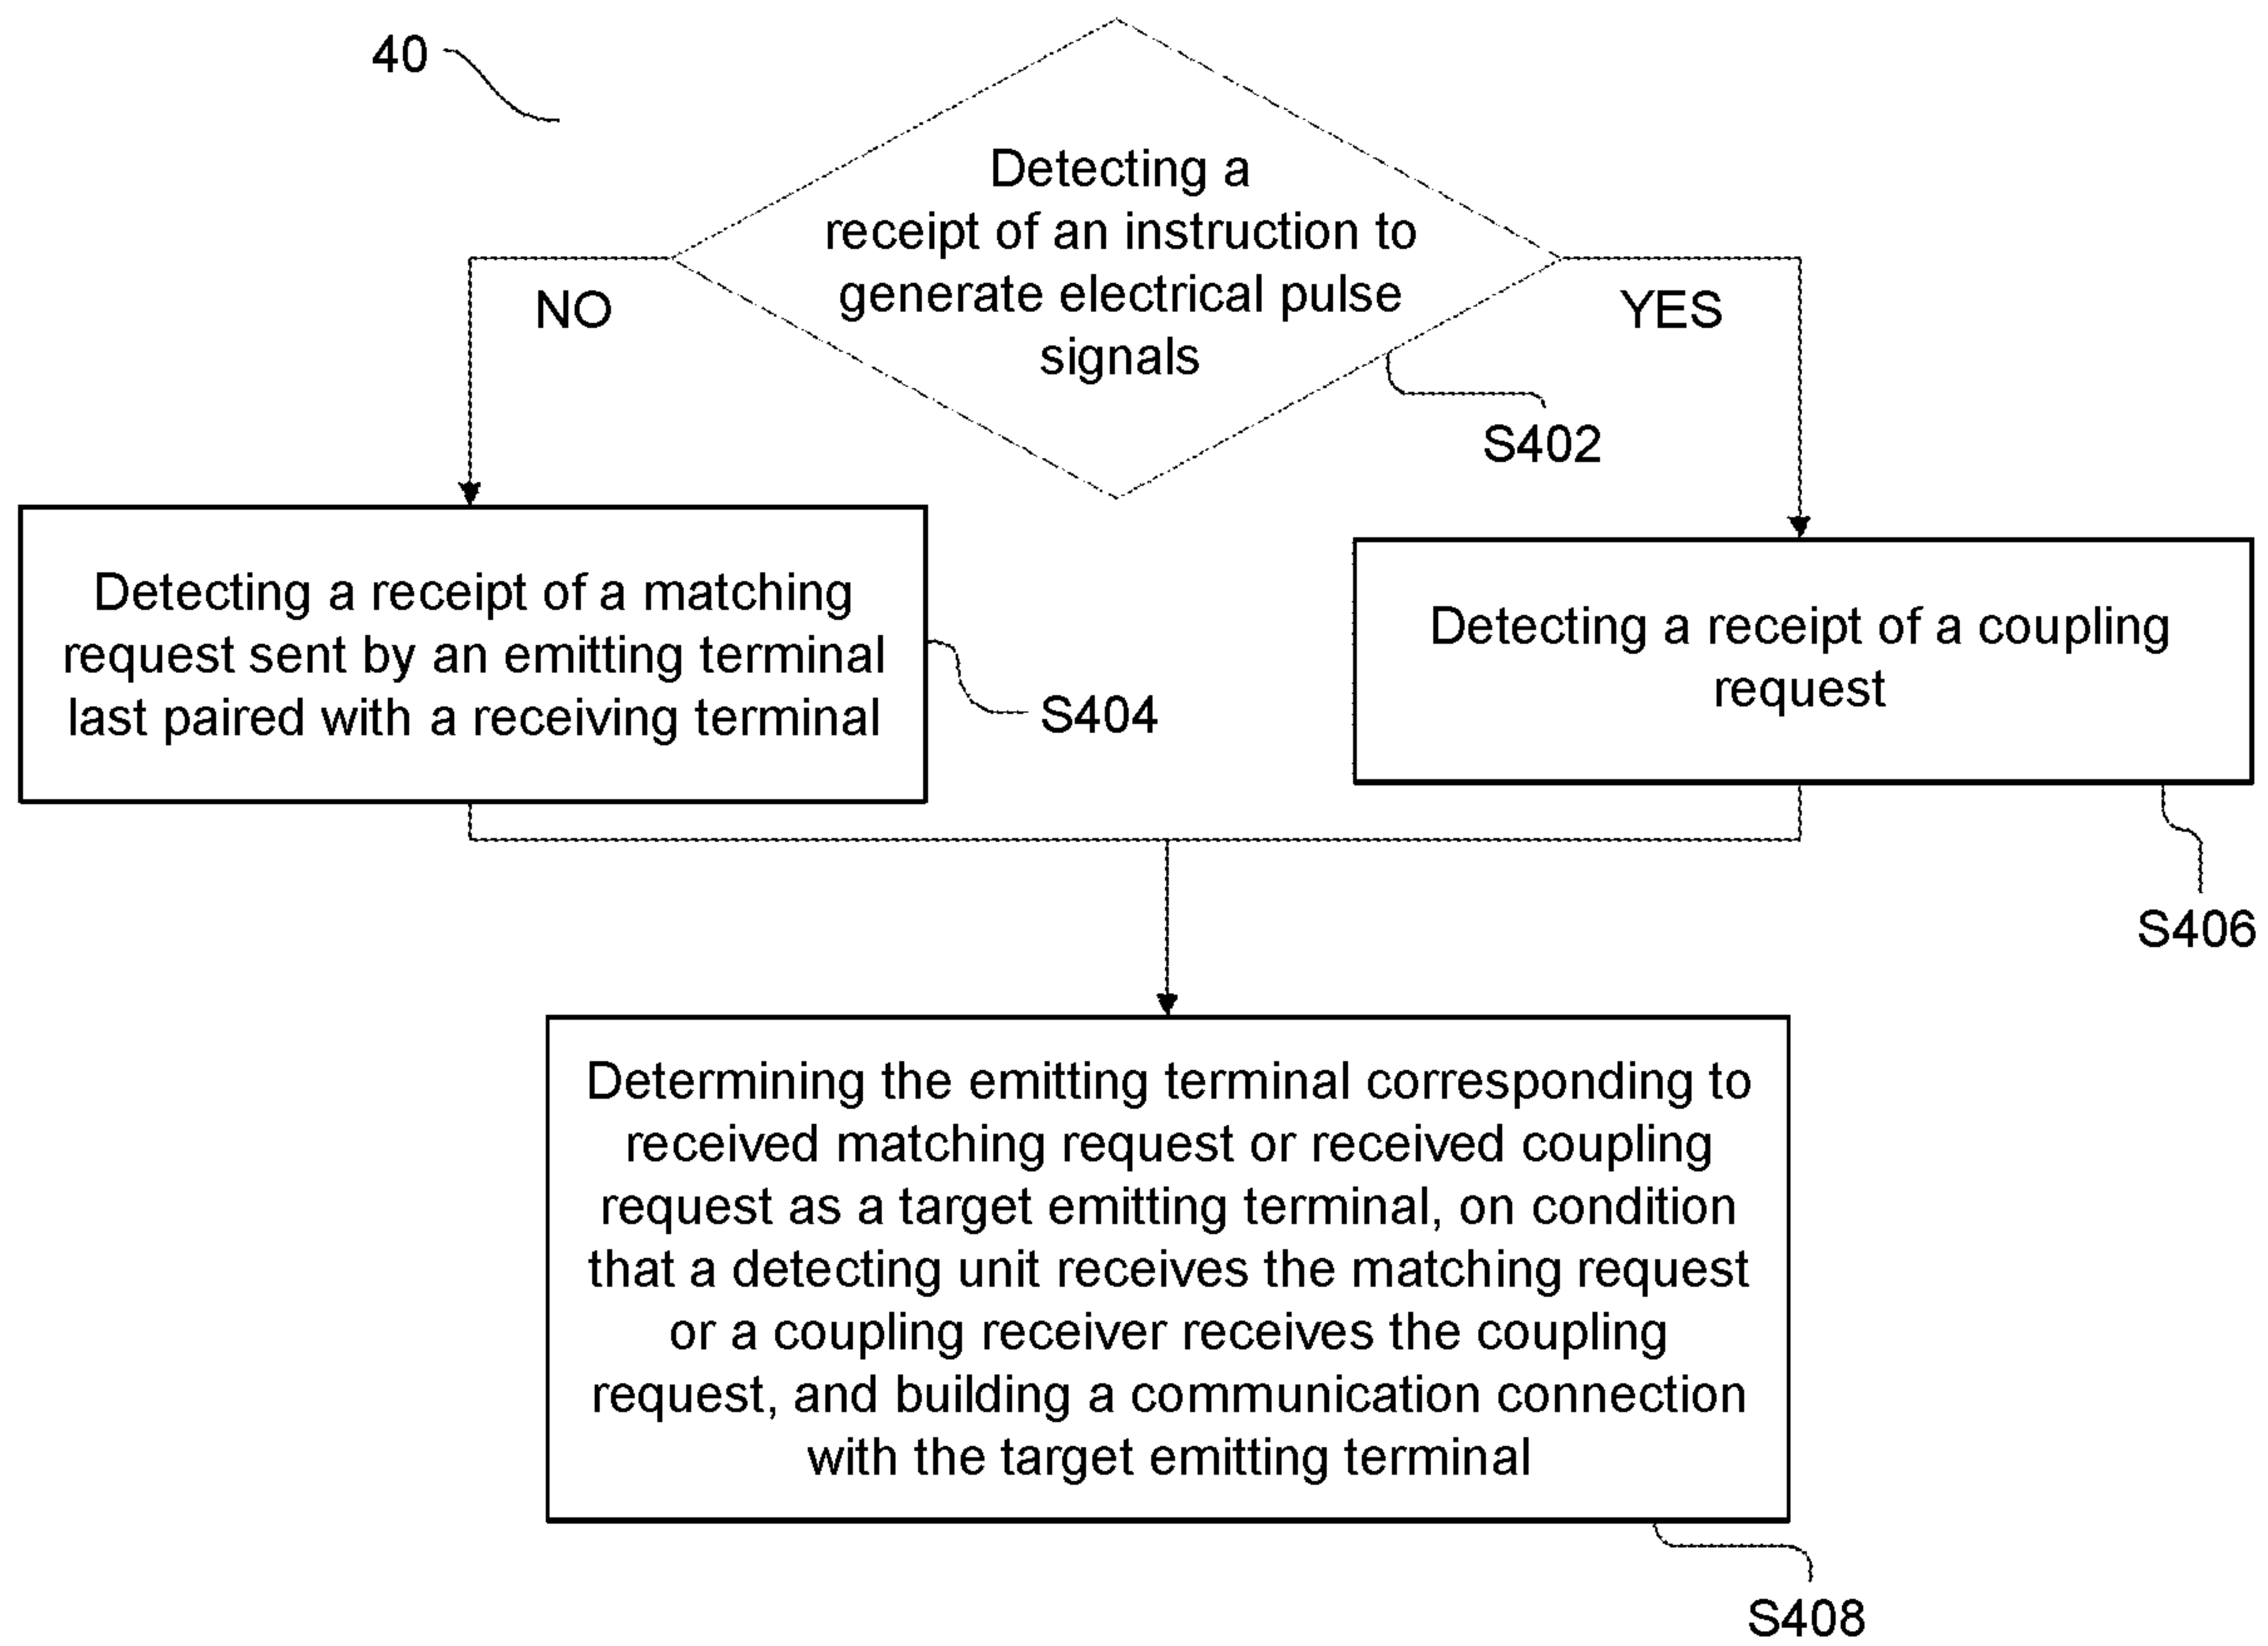 40
Detecting a
receipt of an instruction to
generate electrical pulse
signals
NO
YES
S402
Detecting a receipt of a matching
request sent by an emitting terminal
last paired with a receiving terminal
S404
Detecting a receipt of a coupling
request
S406
Determining the emitting terminal corresponding to
received matching request or received coupling
request as a target emitting terminal, on condition
that a detecting unit receives the matching request
or a coupling receiver receives the coupling
request, and building a communication connection
with the target emitting terminal
S408